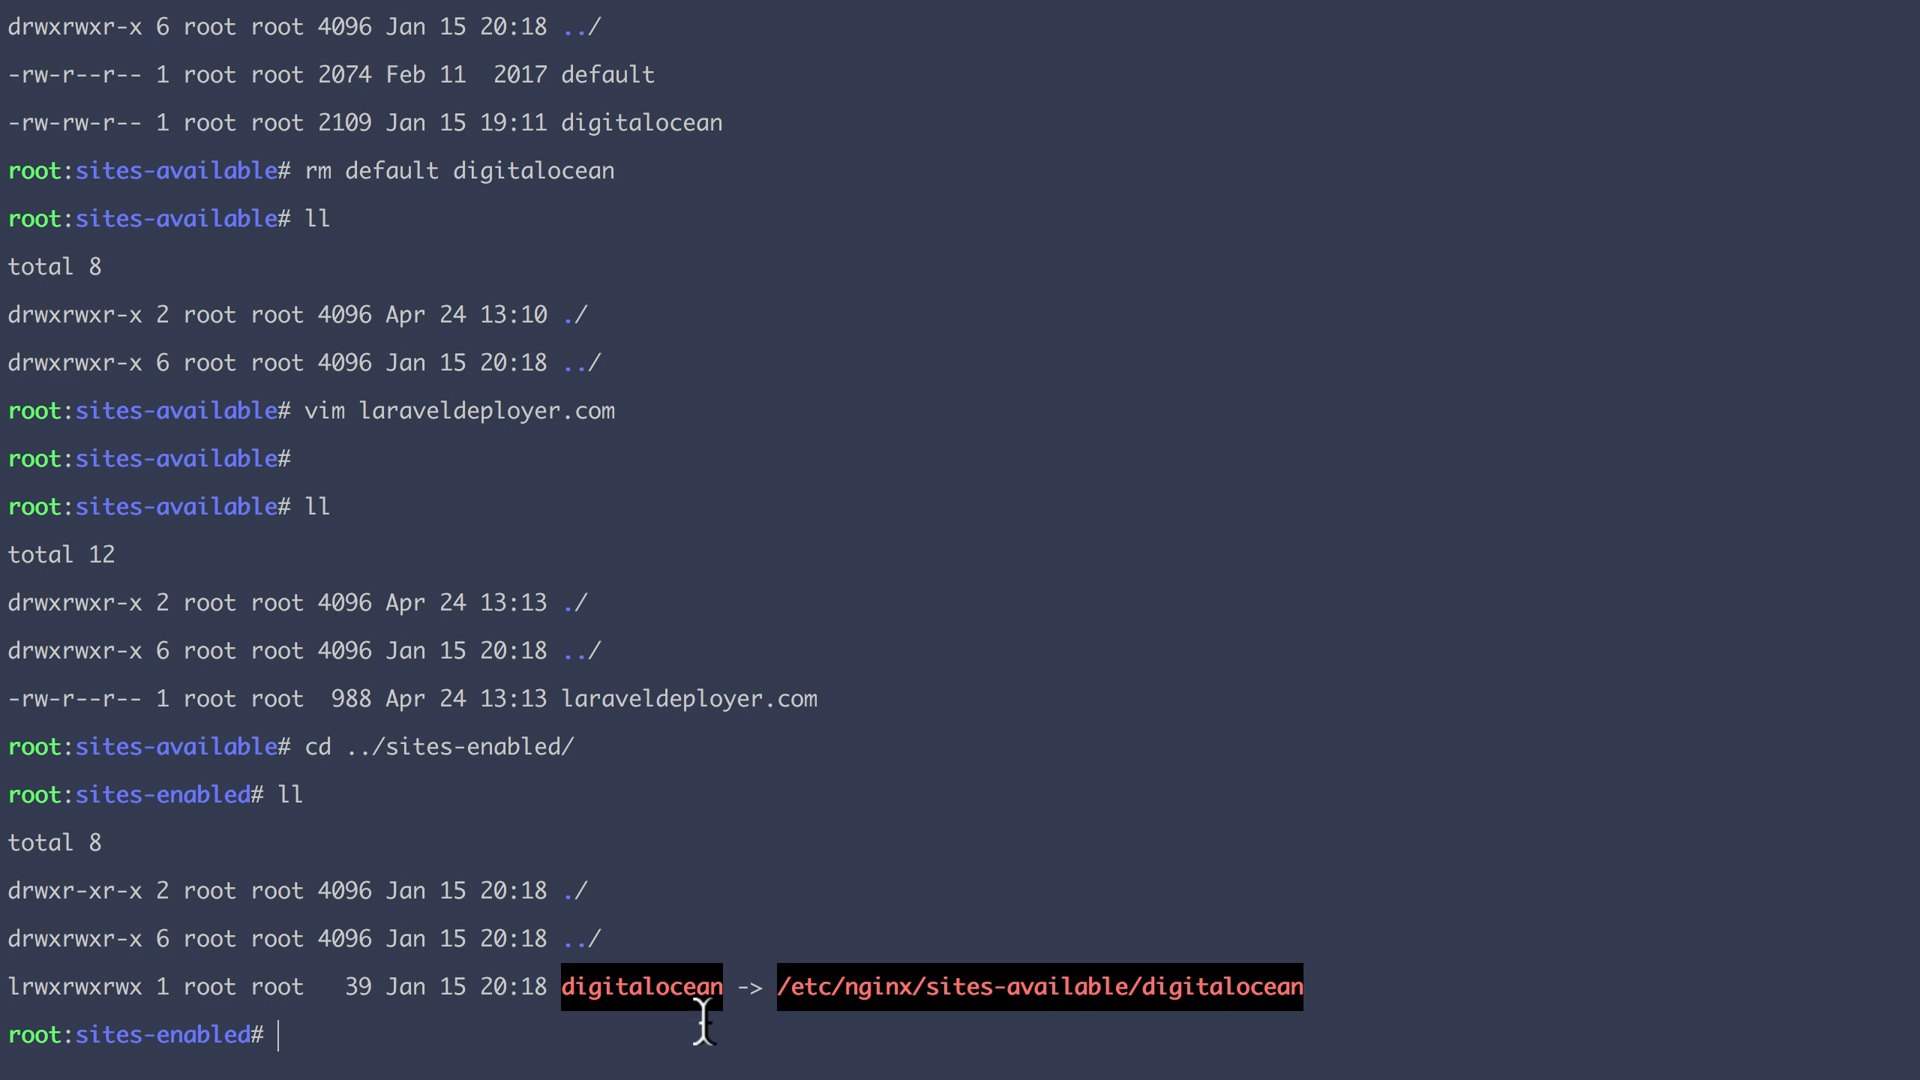 drwxrwxr-x 6 root root 4096 Jan 15 20:18 ../
-rw-r--r-- 1 root root 2074 Feb 11  2017 default
-rw-rw-r-- 1 root root 2109 Jan 15 19:11 digitalocean
root:sites-available# rm default digitalocean
root:sites-available# ll
total 8
drwxrwxr-x 2 root root 4096 Apr 24 13:10 ./
drwxrwxr-x 6 root root 4096 Jan 15 20:18 ../
root:sites-available# vim laraveldeployer.com
root:sites-available#
root:sites-available# ll
total 12
drwxrwxr-x 2 root root 4096 Apr 24 13:13 ./
drwxrwxr-x 6 root root 4096 Jan 15 20:18 ../
-rw-r--r-- 1 root root  988 Apr 24 13:13 laraveldeployer.com
root:sites-available# cd ../sites-enabled/
root:sites-enabled# ll
total 8
drwxr-xr-x 2 root root 4096 Jan 15 20:18 ./
drwxrwxr-x 6 root root 4096 Jan 15 20:18 ../
lrwxrwxrwx 1 root root   39 Jan 15 20:18 digitalocean -> /etc/nginx/sites-available/digitalocean
root:sites-enabled#